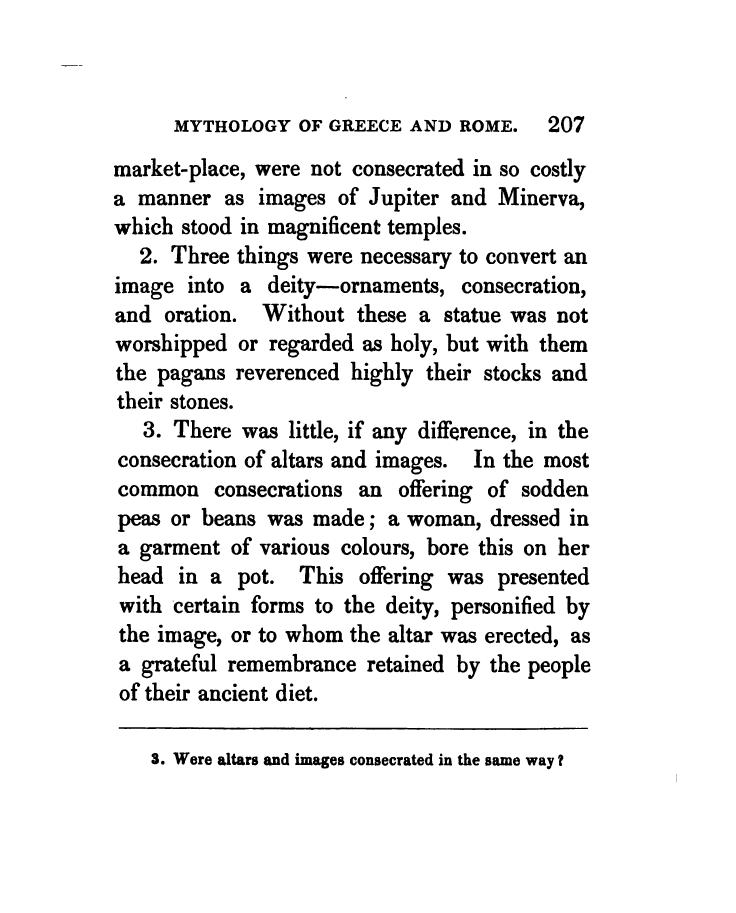 MYTHOLOGY OF GREECE AND ROME. 207
market-place, were not consecrated in so costly
a manner as images of Jupiter and Minerva,
which stood in magnificent temples.
2. Three things were necessary to convert an
image into a deity—ornaments, consecration,
and oration. Without these a statue was not
worshipped or regarded as holy, but with them
the pagans reverenced highly their stocks and
their stones.
3. There was little, if any difference, in the
consecration of altars and images. In the most
common consecrations an offering of sodden
peas or beans was made; a woman, dressed in
a garment of various colours, bore this on her
head in a pot. This offering was presented
with certain forms to the deity, personified by
the image, or to whom the altar was erected, as
a grateful remembrance retained by the people
of their ancient diet.
3. Were altars and images consecrated in the same way?